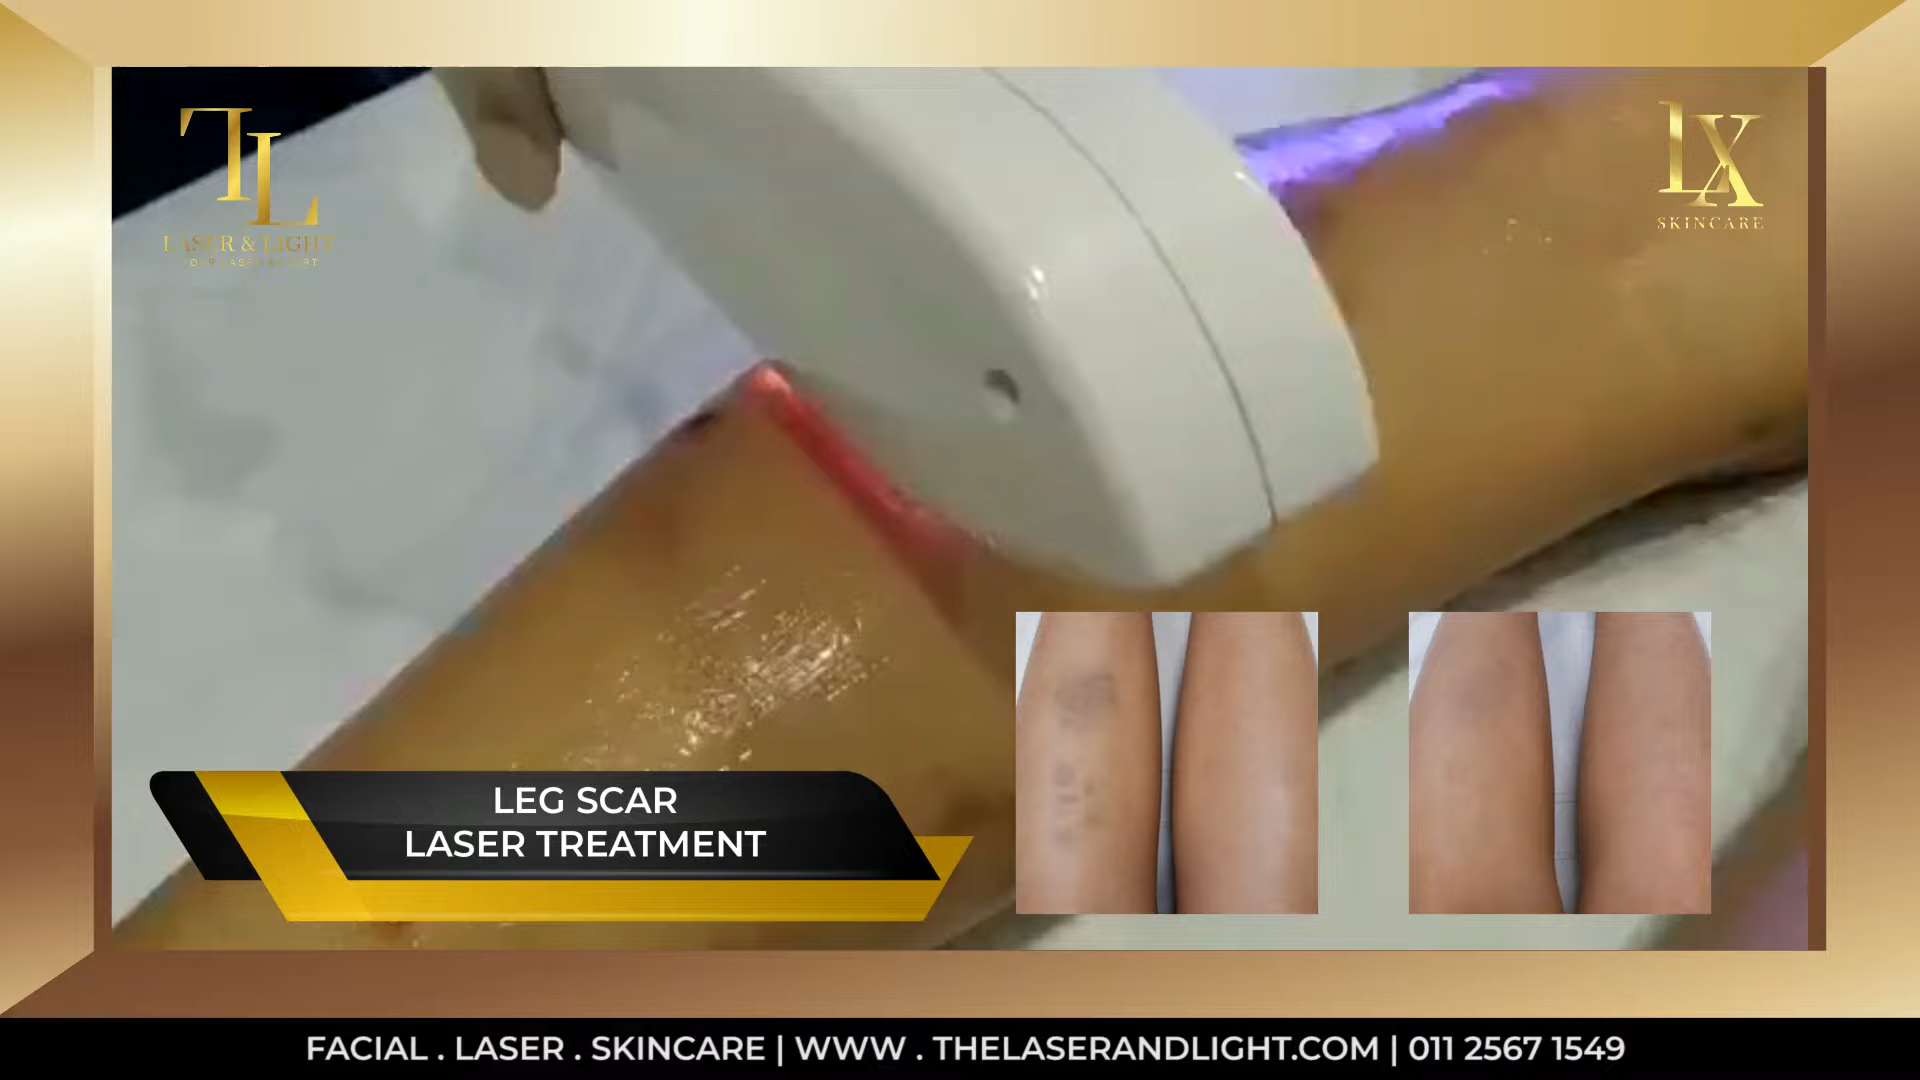 TL
LASER & LIGHT
LX
SKINCARE
LEG SCAR
LASER TREATMENT
FACIAL . LASER . SKINCARE | WWW . THELASERANDLIGHT.COM | 011 2567 1549